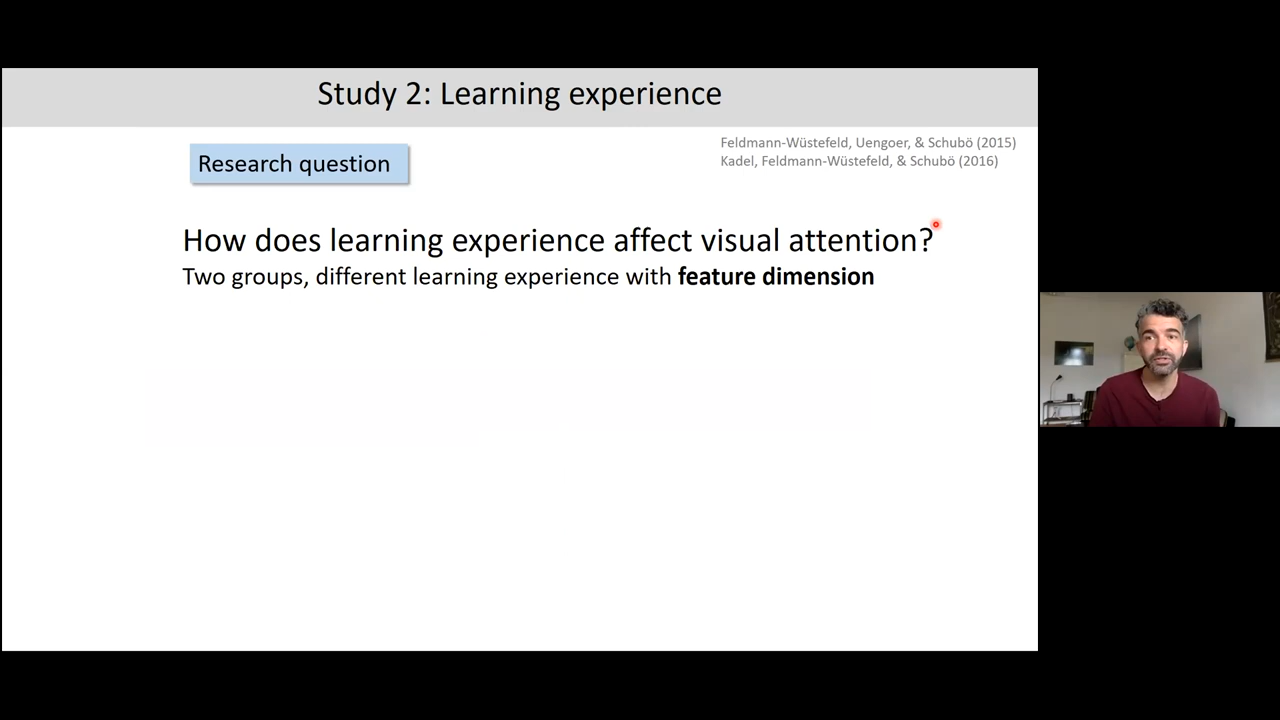 Study 2: Learning experience
Feldmann-Wüstefeld, Uengoer, & Schubö (2015)
Kadel, Feldmann-Wüstefeld, & Schubö (2016)
Research question
How does learning experience affect visual attention?
Two groups, different learning experience with feature dimension